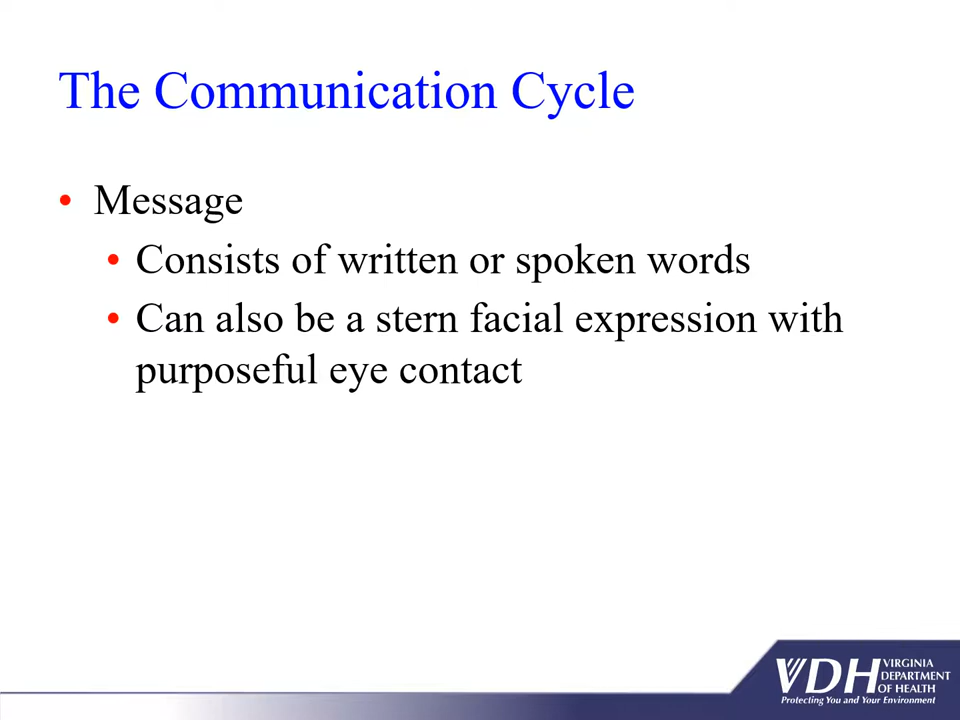 The Communication Cycle
• Message
• Consists of written or spoken words
• Can also be a stern facial expression with
purposeful eye contact
VDH VIRGINIA
DEPARTMENT
OF HEALTH
Protecting You and Your Environment